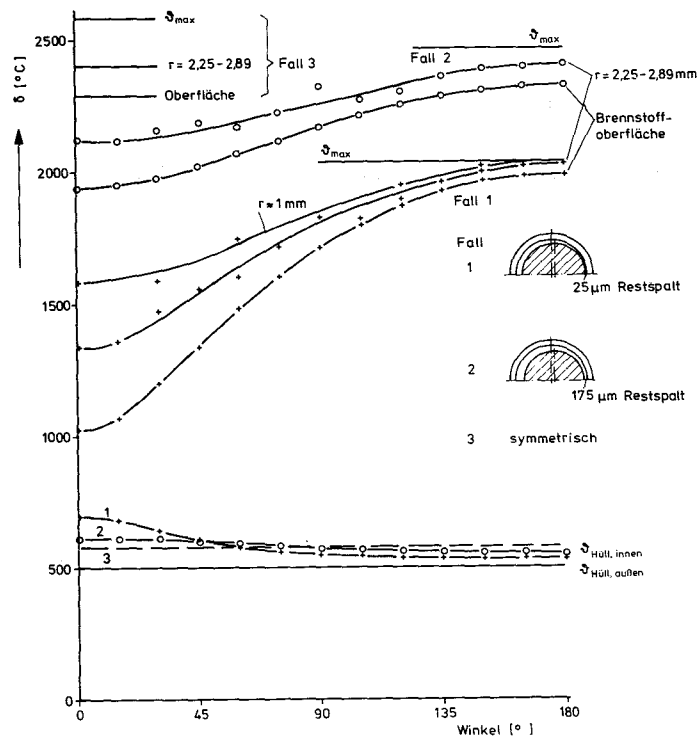 ϑmax
2500
r = 2,25-2,89
Fall 3
Oberfläche
ϑmax
Fall 2
r = 2,25-2,89 mm
Brennstoff-
oberfläche
δ [°C]
2000
ϑmax
r ≈ 1 mm
Fall 1
Fall
1
25 µm Restspalt
1500
2
175 µm Restspalt
3 symmetrisch
1000
1
2
3
ϑHüll, innen
500
ϑHüll, außen
0
0 45 90 135 180
Winkel [°]